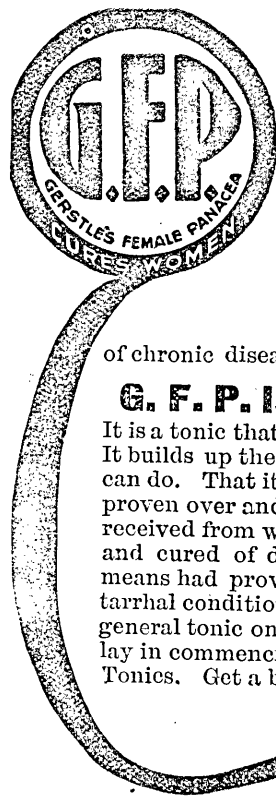 G.F.P.
GERSTLE'S FEMALE PANACEA
CURES WOMEN
of chronic disea
G. F. P. I
It is a tonic that
It builds up the
can do. That it
proven over and
received from w
and cured of d
means had prov
tarrhal conditio
general tonic on
lay in commenci
Tonics. Get a b